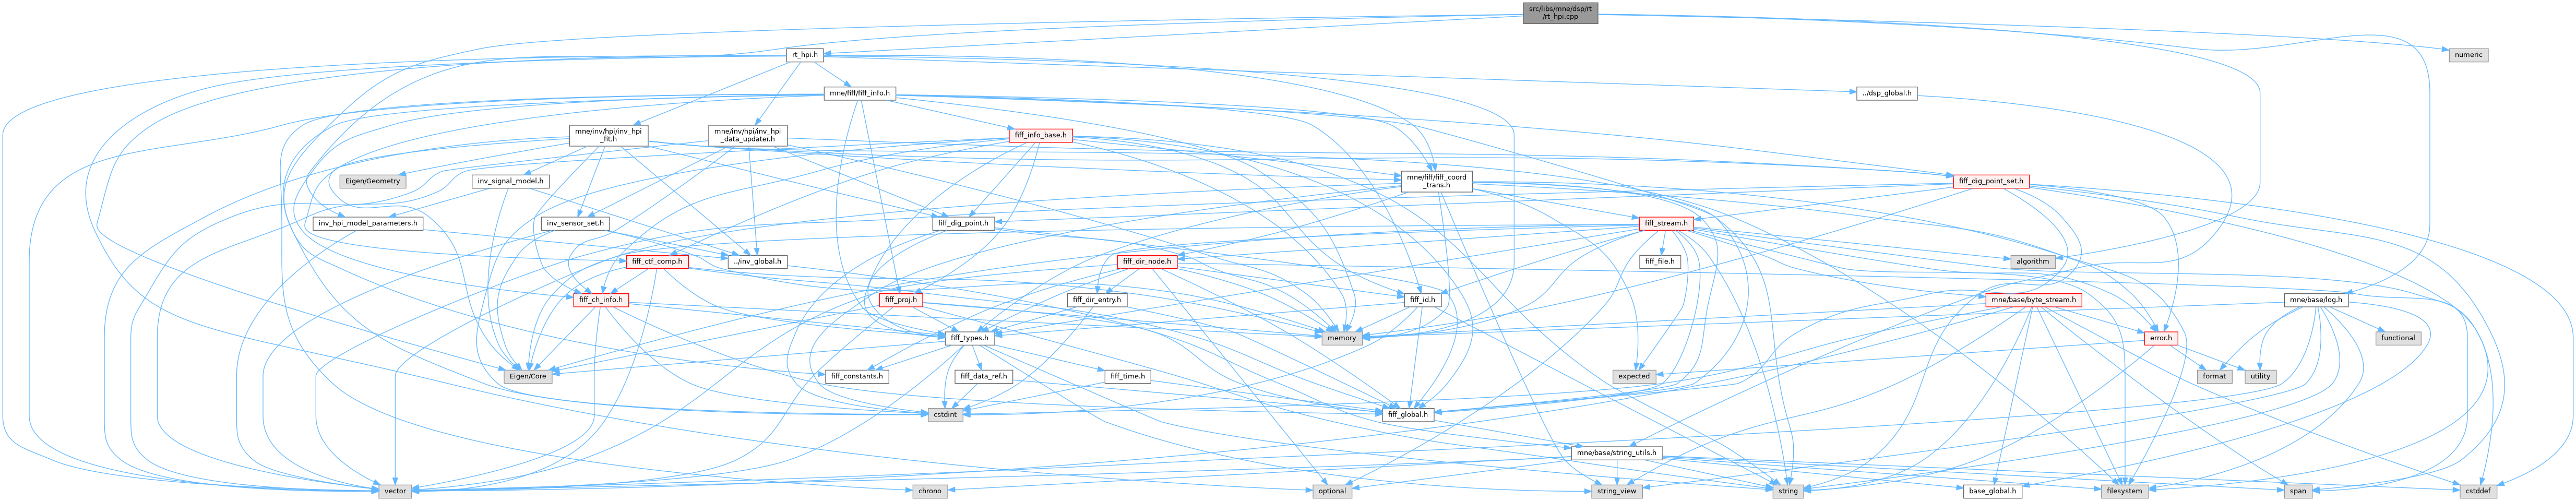 src/libs/mne/dsp/rt
/rt_hpi.cpp
rt_hpi.h
numeric
mne/fiff/fiff_info.h
../dsp_global.h
mne/inv/hpi/inv_hpi
_fit.h
mne/inv/hpi/inv_hpi
_data_updater.h
fiff_info_base.h
Eigen/Geometry
inv_signal_model.h
mne/fiff/fiff_coord
_trans.h
fiff_dig_point_set.h
inv_hpi_model_parameters.h
inv_sensor_set.h
fiff_dig_point.h
fiff_stream.h
fiff_ctf_comp.h
../inv_global.h
fiff_dir_node.h
fiff_file.h
algorithm
fiff_ch_info.h
fiff_proj.h
fiff_dir_entry.h
fiff_id.h
mne/base/byte_stream.h
mne/base/log.h
fiff_types.h
memory
error.h
functional
Eigen/Core
fiff_constants.h
fiff_data_ref.h
fiff_time.h
expected
format
utility
cstdint
fiff_global.h
mne/base/string_utils.h
vector
chrono
optional
string_view
string
base_global.h
filesystem
span
cstddef